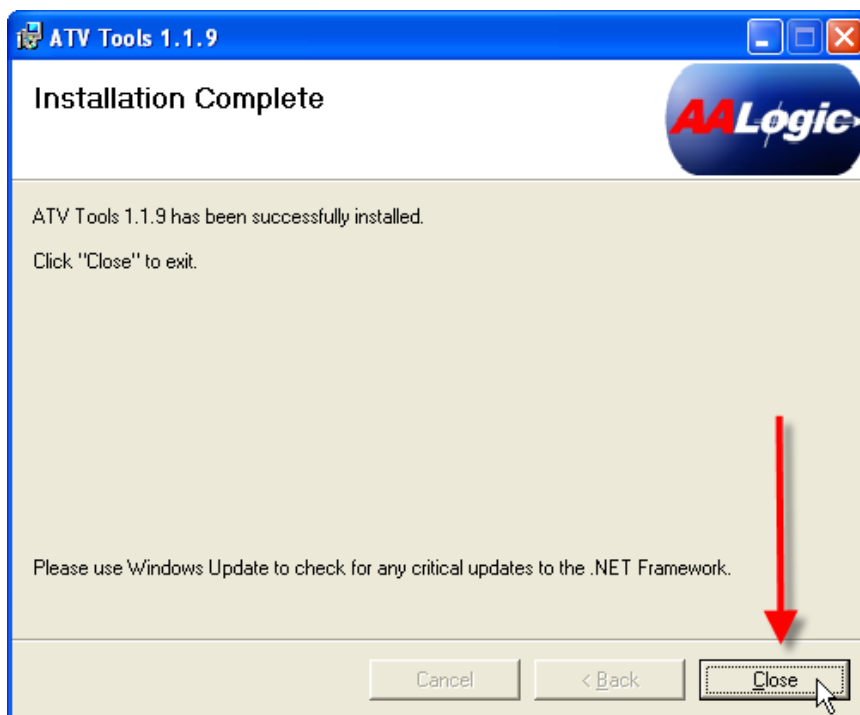 ATV Tools 1.1.9
Installation Complete
AALogic
ATV Tools 1.1.9 has been successfully installed.
Click "Close" to exit.
Please use Windows Update to check for any critical updates to the .NET Framework.
Cancel
< Back
Close